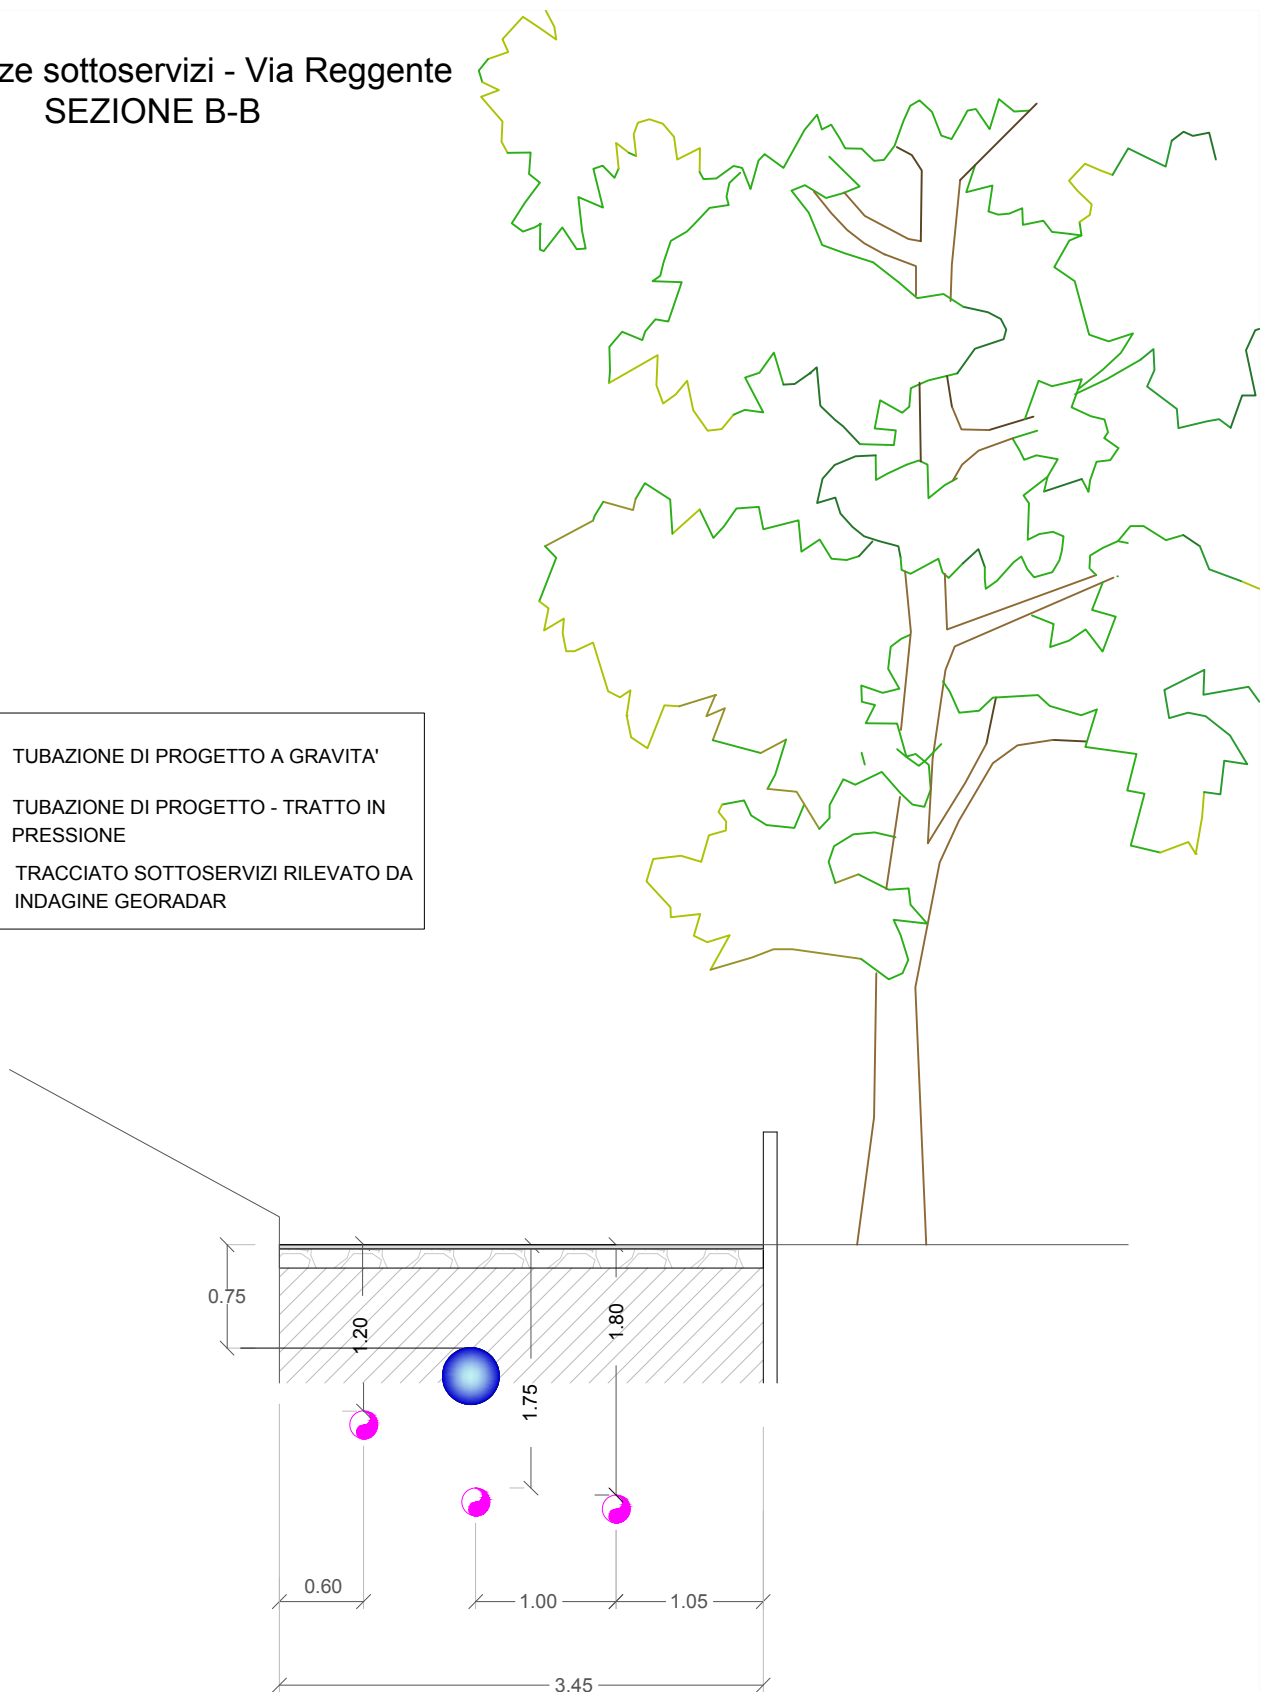 ze sottoservizi - Via Reggente
SEZIONE B-B
TUBAZIONE DI PROGETTO A GRAVITA'
TUBAZIONE DI PROGETTO - TRATTO IN
PRESSIONE
TRACCIATO SOTTOSERVIZI RILEVATO DA
INDAGINE GEORADAR
0.75
1.20
1.80
1.75
0.60
1.00
1.05
3.45